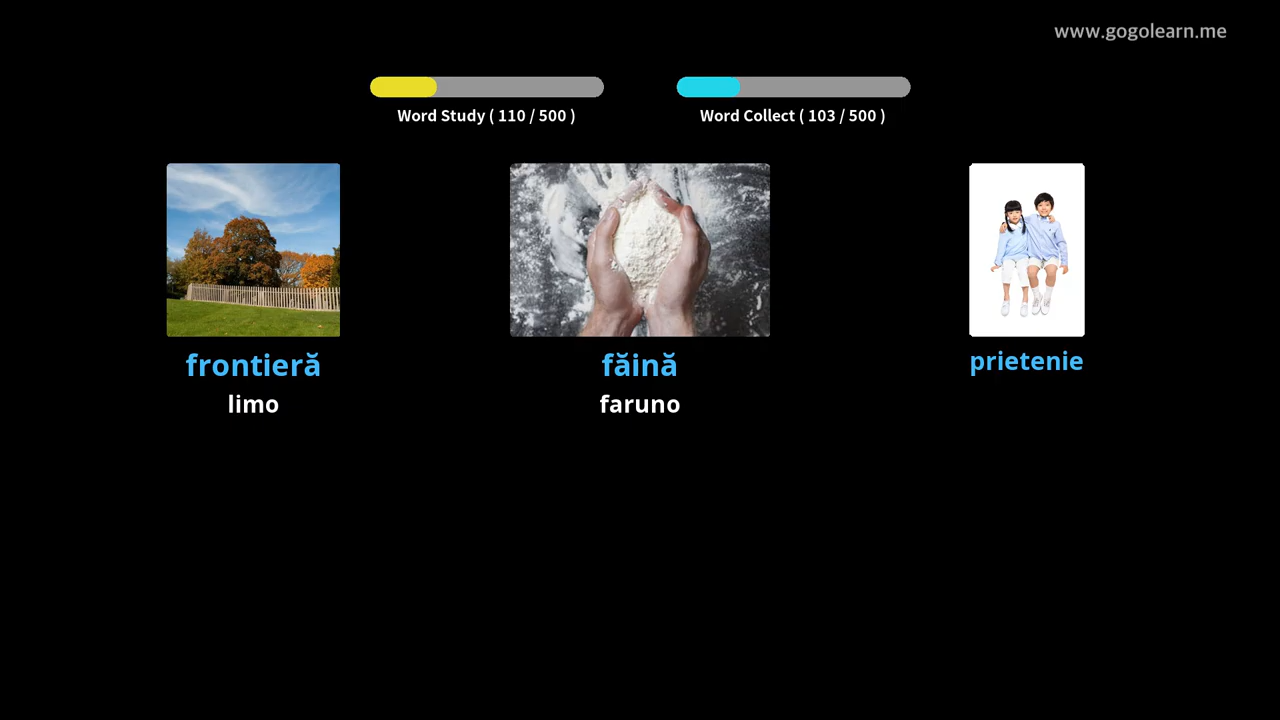 www.gogolearn.me
Word Study ( 110 / 500 )
Word Collect ( 103 / 500 )
frontieră
limo
făină
faruno
prietenie